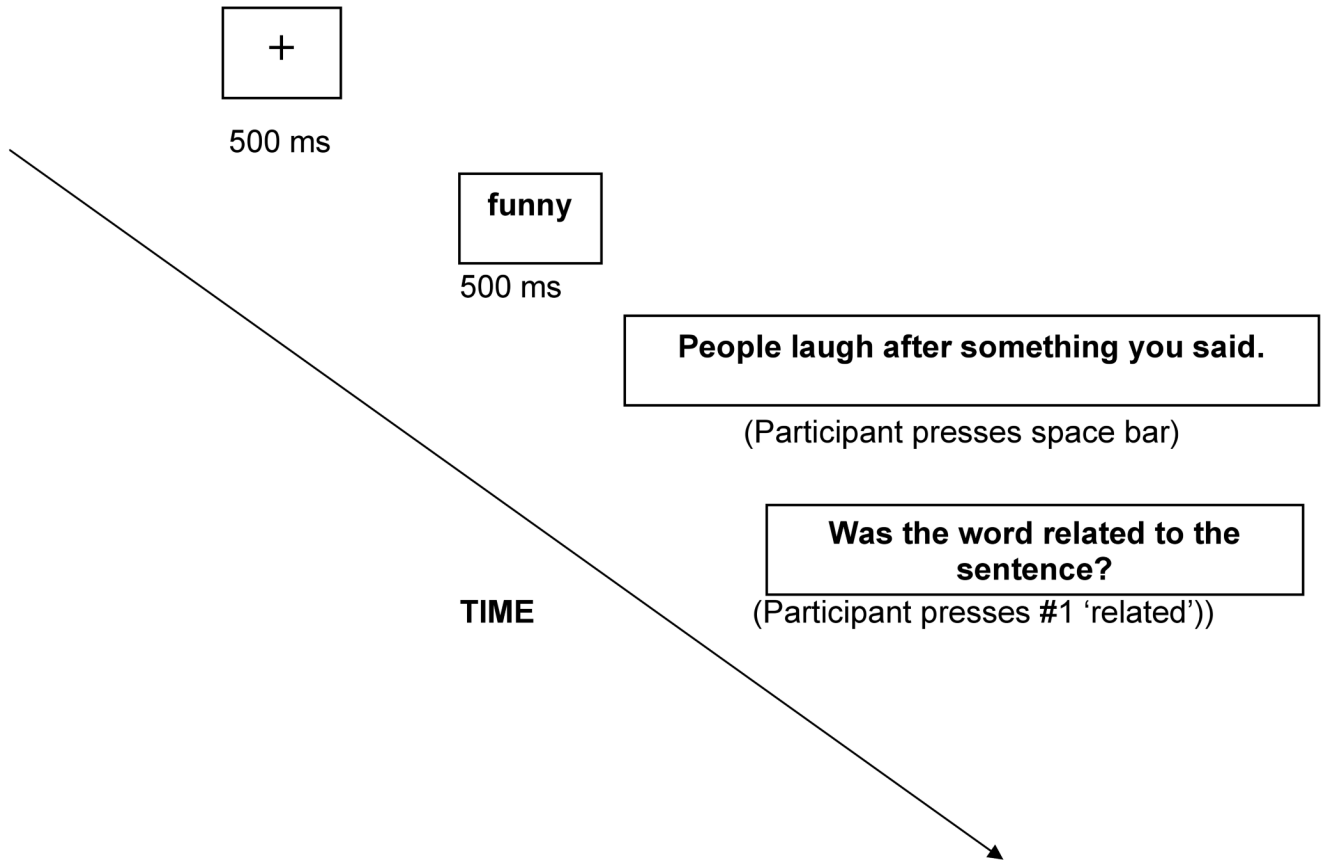 +
500 ms
funny
500 ms
People laugh after something you said.
(Participant presses space bar)
Was the word related to the
sentence?
TIME
(Participant presses #1 ‘related’))